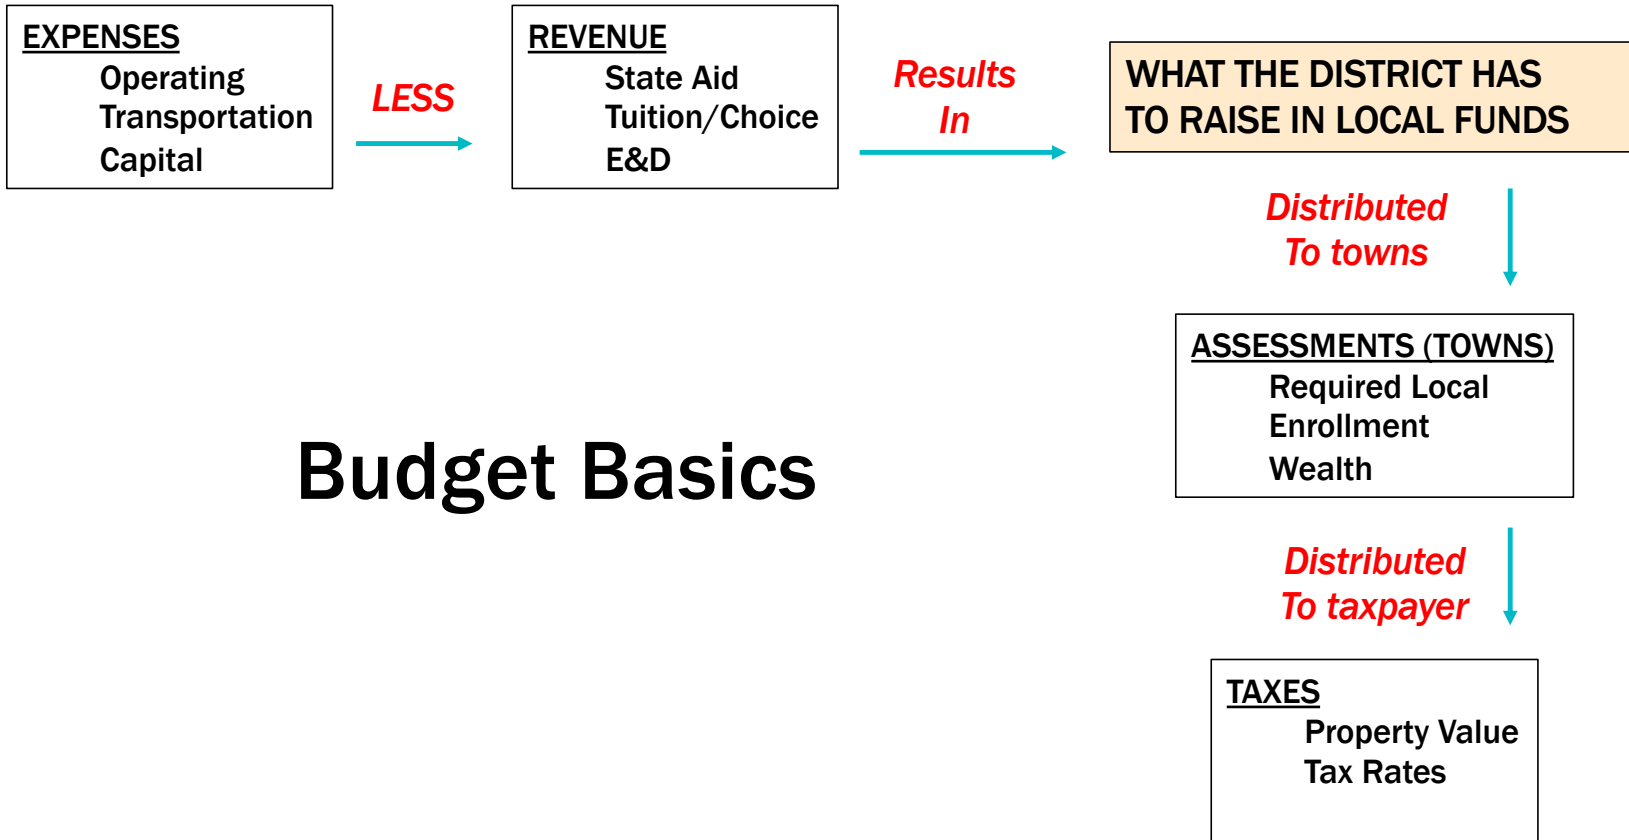 EXPENSES
Operating
Transportation
Capital
LESS
REVENUE
State Aid
Tuition/Choice
E&D
Results
In
WHAT THE DISTRICT HAS
TO RAISE IN LOCAL FUNDS
Distributed
To towns
ASSESSMENTS (TOWNS)
Required Local
Enrollment
Wealth
Budget Basics
Distributed
To taxpayer
TAXES
Property Value
Tax Rates